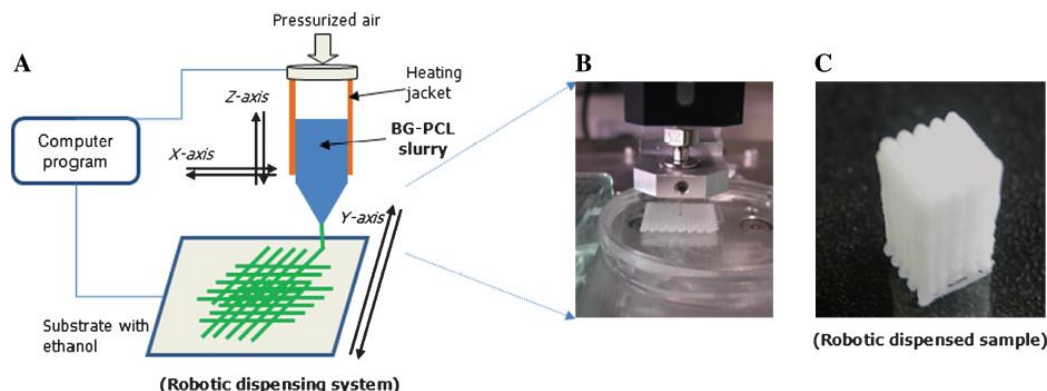 Pressurized air
A
B
C
Heating
jacket
Z-axis
BG-PCL
slurry
Computer
program
X-axis
Y-axis
Substrate with
ethanol
(Robotic dispensing system)
(Robotic dispensed sample)